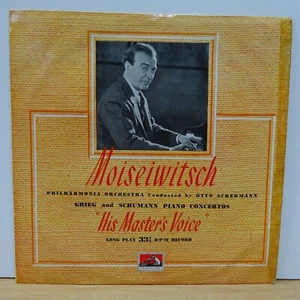 Moiseiwitsch
PHILHARMONIA ORCHESTRA Conducted by OTTO ACKERMANN
GRIEG and SCHUMANN PIANO CONCERTOS
"His Master's Voice"
LONG PLAY 33⅓ R·P·M RECORD